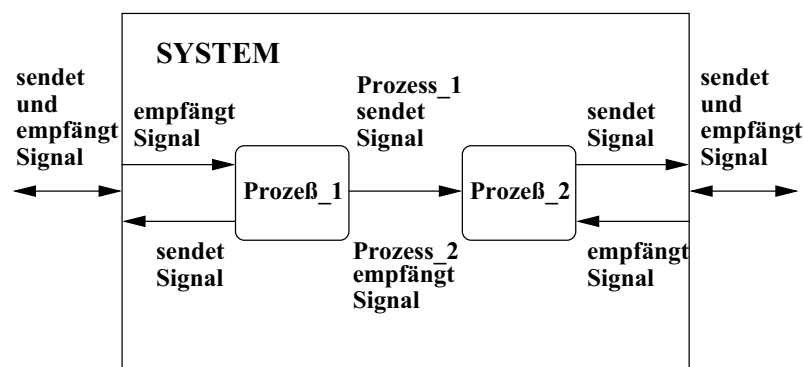 SYSTEM
sendet
und
empfängt
Signal
empfängt
Signal
Prozess_1
sendet
Signal
sendet
Signal
sendet
und
empfängt
Signal
Prozeß_1
Prozeß_2
sendet
Signal
Prozess_2
empfängt
Signal
empfängt
Signal